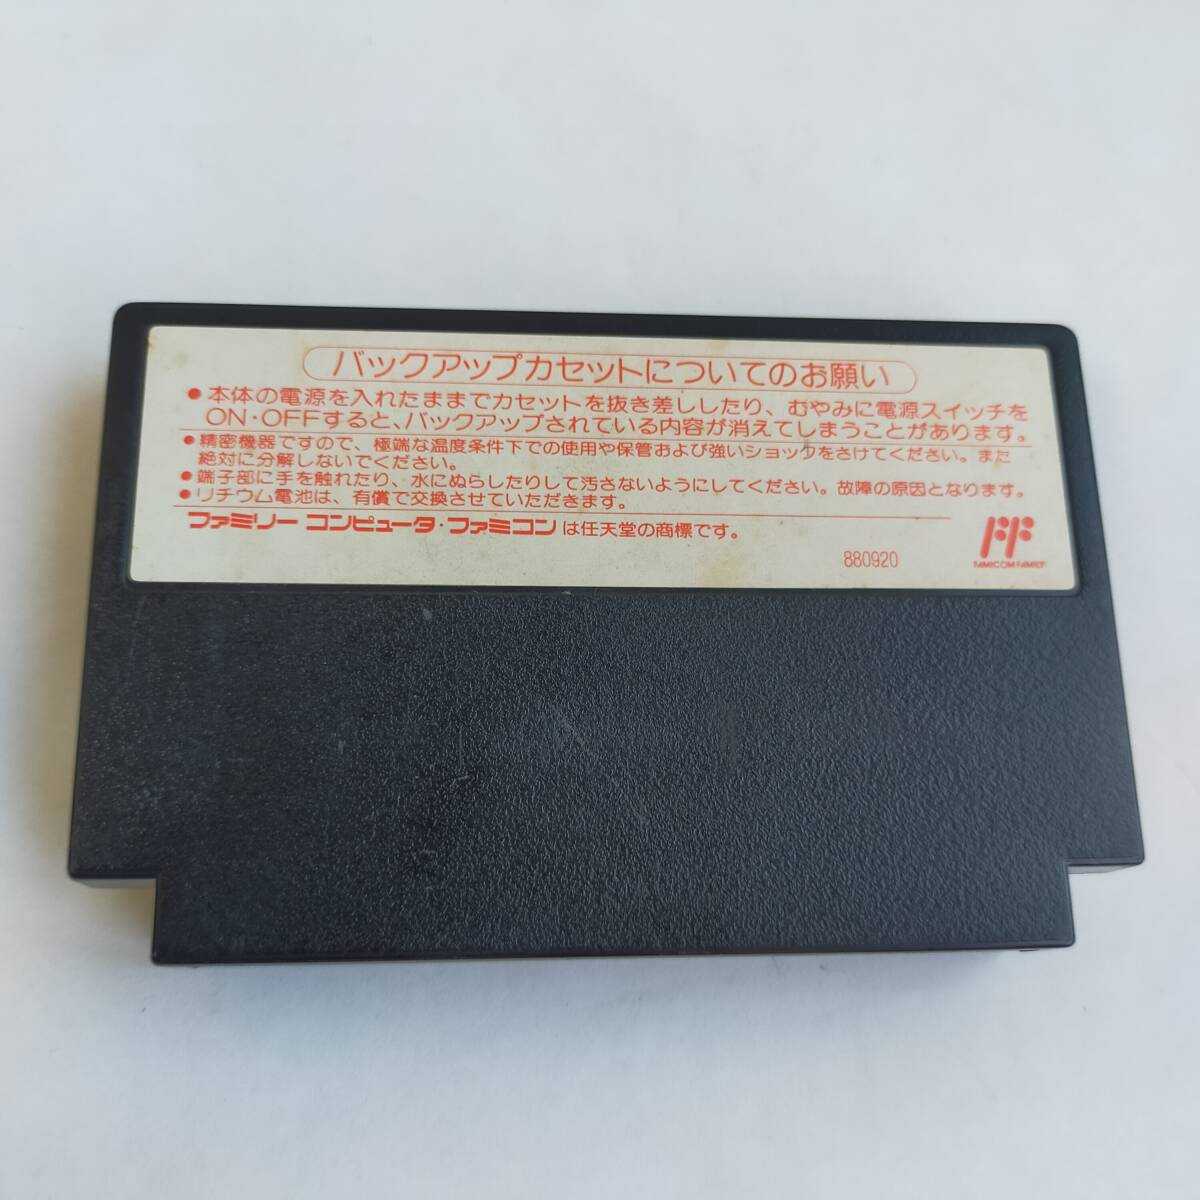 バックアップカセットについてのお願い
●本体の電源を入れたままでカセットを抜き差ししたり、むやみに電源スイッチを
ON・OFFすると、バックアップされている内容が消えてしまうことがあります。
●精密機器ですので、極端な温度条件下での使用や保管および強いショックをさけてください。また
絶対に分解しないでください。
●端子部に手を触れたり、水にぬらしたりして汚さないようにしてください。故障の原因となります。
●リチウム電池は、有償で交換させていただきます。
ファミリー コンピュータ・ファミコンは任天堂の商標です。
880920
FF
FAMICOM FAMILY